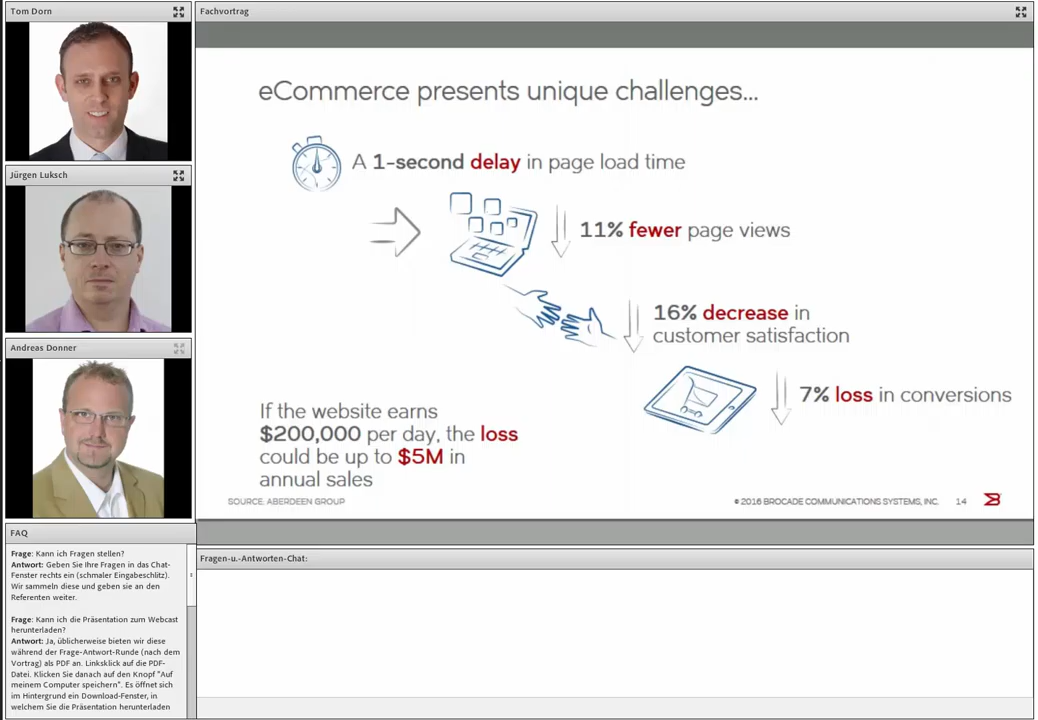 Tom Dorn
Jürgen Luksch
Andreas Donner
FAQ
Frage: Kann ich Fragen stellen?
Antwort: Geben Sie Ihre Fragen in das Chat-
Fenster rechts ein (schmaler Eingabeschlitz).
Wir sammeln diese und geben sie an den
Referenten weiter.
Frage: Kann ich die Präsentation zum Webcast
herunterladen?
Antwort: Ja, üblicherweise bieten wir diese
während der Frage-Antwort-Runde (nach dem
Vortrag) als PDF an. Linksklick auf die PDF-
Datei. Klicken Sie danach auf den Knopf "Auf
meinem Computer speichern". Es öffnet sich
im Hintergrund ein Download-Fenster, in
welchem Sie die Präsentation herunterladen
Fachvortrag
eCommerce presents unique challenges...
A 1-second delay in page load time
11% fewer page views
16% decrease in
customer satisfaction
7% loss in conversions
If the website earns
$200,000 per day, the loss
could be up to $5M in
annual sales
SOURCE: ABERDEEN GROUP
© 2016 BROCADE COMMUNICATIONS SYSTEMS, INC. 14
Fragen-u.-Antworten-Chat: